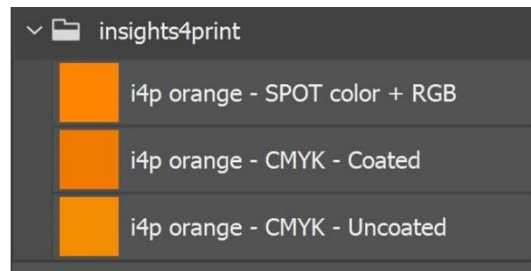 insights4print
i4p orange - SPOT color + RGB
i4p orange - CMYK - Coated
i4p orange - CMYK - Uncoated